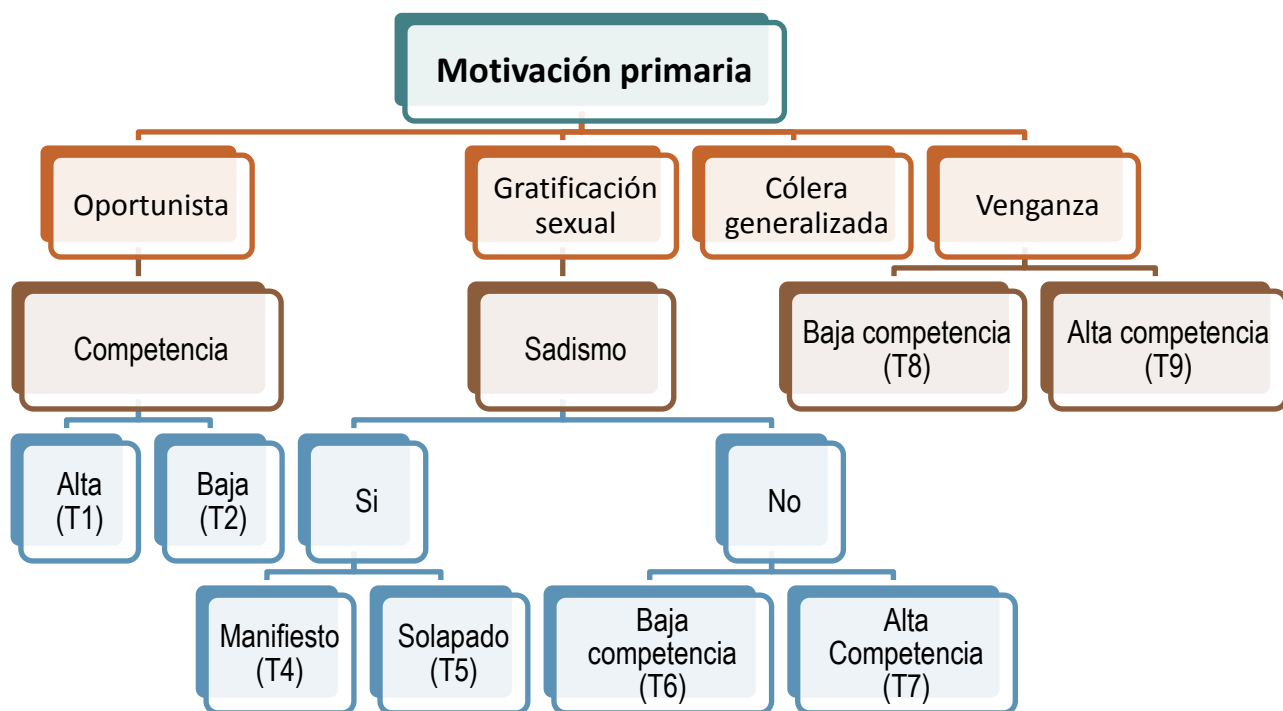 Motivación primaria
Oportunista
Gratificación
sexual
Cólera
generalizada
Venganza
Competencia
Sadismo
Baja competencia
(T8)
Alta competencia
(T9)
Alta
(T1)
Baja
(T2)
Si
No
Manifiesto
(T4)
Solapado
(T5)
Baja
competencia
(T6)
Alta
Competencia
(T7)